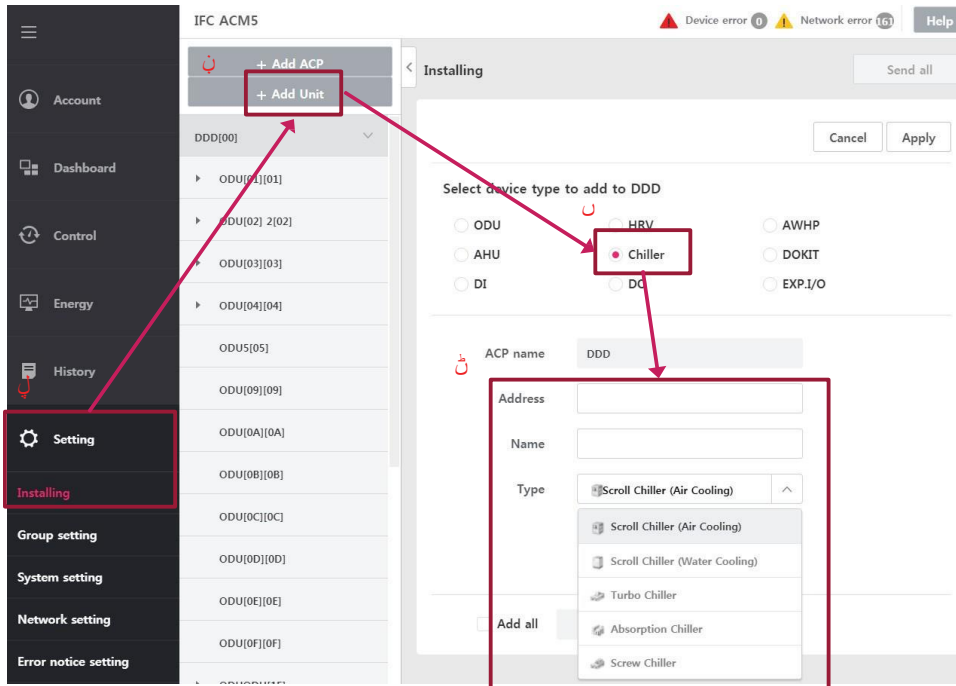 IFC ACM5
Device error 0
Network error 161
Help
Account
Dashboard
Control
Energy
History
پ
Setting
Installing
Group setting
System setting
Network setting
Error notice setting
ن
+ Add ACP
+ Add Unit
DDD[00]
ODU[01][01]
ODU[02] 2[02]
ODU[03][03]
ODU[04][04]
ODU5[05]
ODU[09][09]
ODU[0A][0A]
ODU[0B][0B]
ODU[0C][0C]
ODU[0D][0D]
ODU[0E][0E]
ODU[0F][0F]
Installing
Send all
Cancel
Apply
Select device type to add to DDD
ں
ODU
HRV
AWHP
AHU
Chiller
DOKIT
DI
DO
EXP.I/O
ٹ
ACP name
DDD
Address
Name
Type
Scroll Chiller (Air Cooling)
Scroll Chiller (Air Cooling)
Scroll Chiller (Water Cooling)
Turbo Chiller
Absorption Chiller
Screw Chiller
Add all